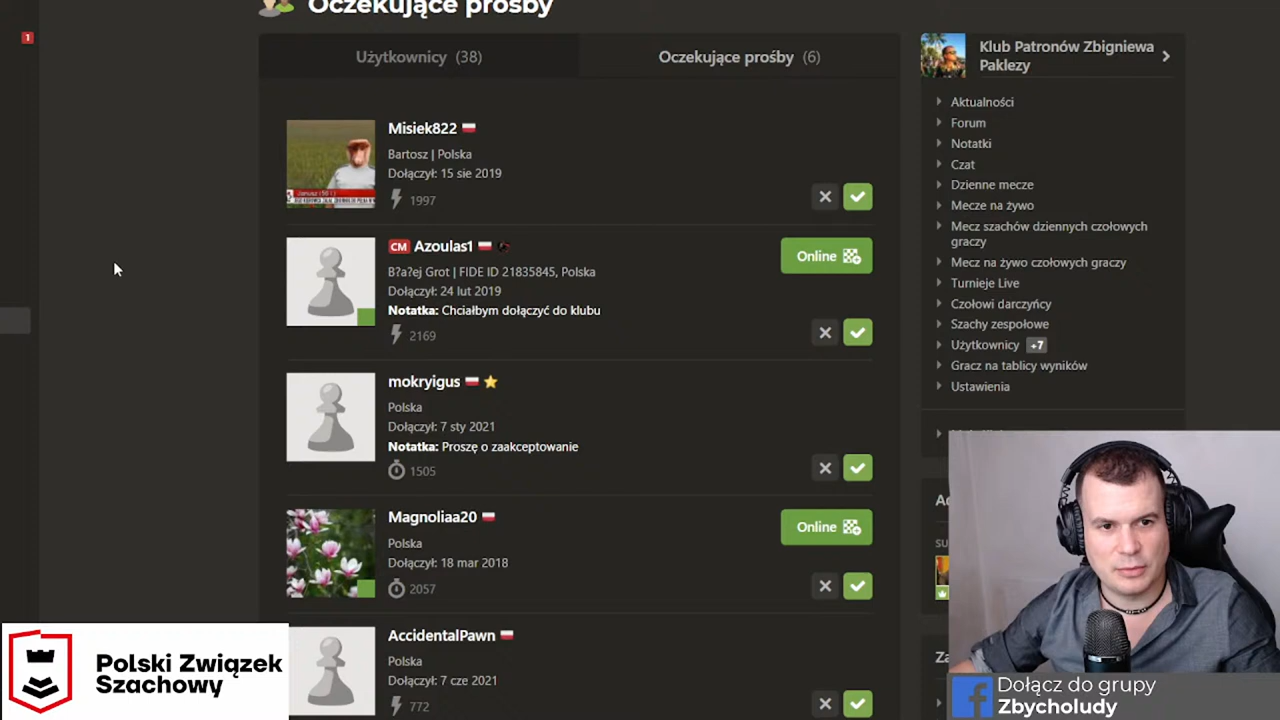 Oczekujące prośby
1
Użytkownicy (38)
Oczekujące prośby (6)
Misiek822
Bartosz | Polska
Dołączył: 15 sie 2019
1997
CM Azoulas1
Online
B?a?ej Grot | FIDE ID 21835845, Polska
Dołączył: 24 lut 2019
Notatka: Chciałbym dołączyć do klubu
2169
mokryigus
Polska
Dołączył: 7 sty 2021
Notatka: Proszę o zaakceptowanie
1505
Magnoliaa20
Online
Polska
Dołączył: 18 mar 2018
2057
AccidentalPawn
Polska
Dołączył: 7 cze 2021
772
Klub Patronów Zbigniewa
Paklezy
Aktualności
Forum
Notatki
Czat
Dzienne mecze
Mecze na żywo
Mecz szachów dziennych czołowych
graczy
Mecz na żywo czołowych graczy
Turnieje Live
Czołowi darczyńcy
Szachy zespołowe
Użytkownicy +7
Gracz na tablicy wyników
Ustawienia
Polski Związek
Szachowy
Dołącz do grupy
Zbycholudy